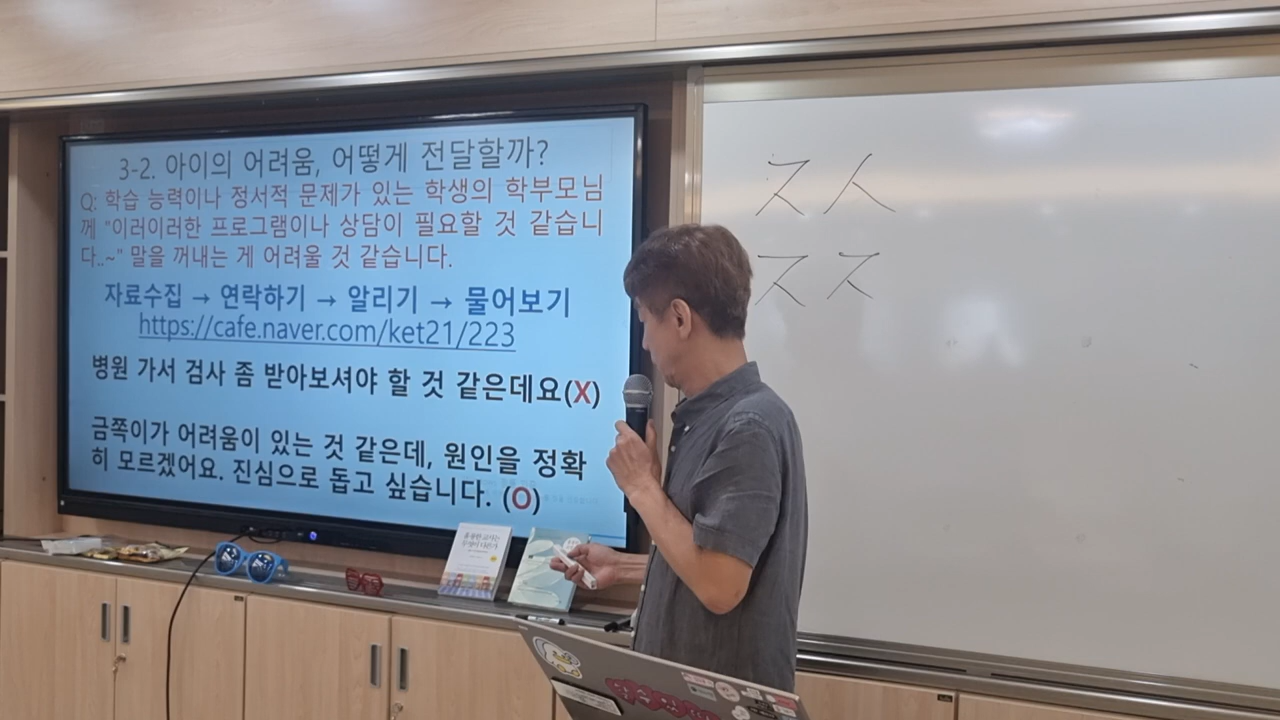 3-2. 아이의 어려움, 어떻게 전달할까?
Q: 학습 능력이나 정서적 문제가 있는 학생의 학부모님
께 "이러이러한 프로그램이나 상담이 필요할 것 같습니
다..~" 말을 꺼내는 게 어려울 것 같습니다.
자료수집 → 연락하기 → 알리기 → 물어보기
https://cafe.naver.com/ket21/223
병원 가서 검사 좀 받아보셔야 할 것 같은데요(X)
금쪽이가 어려움이 있는 것 같은데, 원인을 정확
히 모르겠어요. 진심으로 돕고 싶습니다. (O)
ㅈㅅ
ㅈㅈ